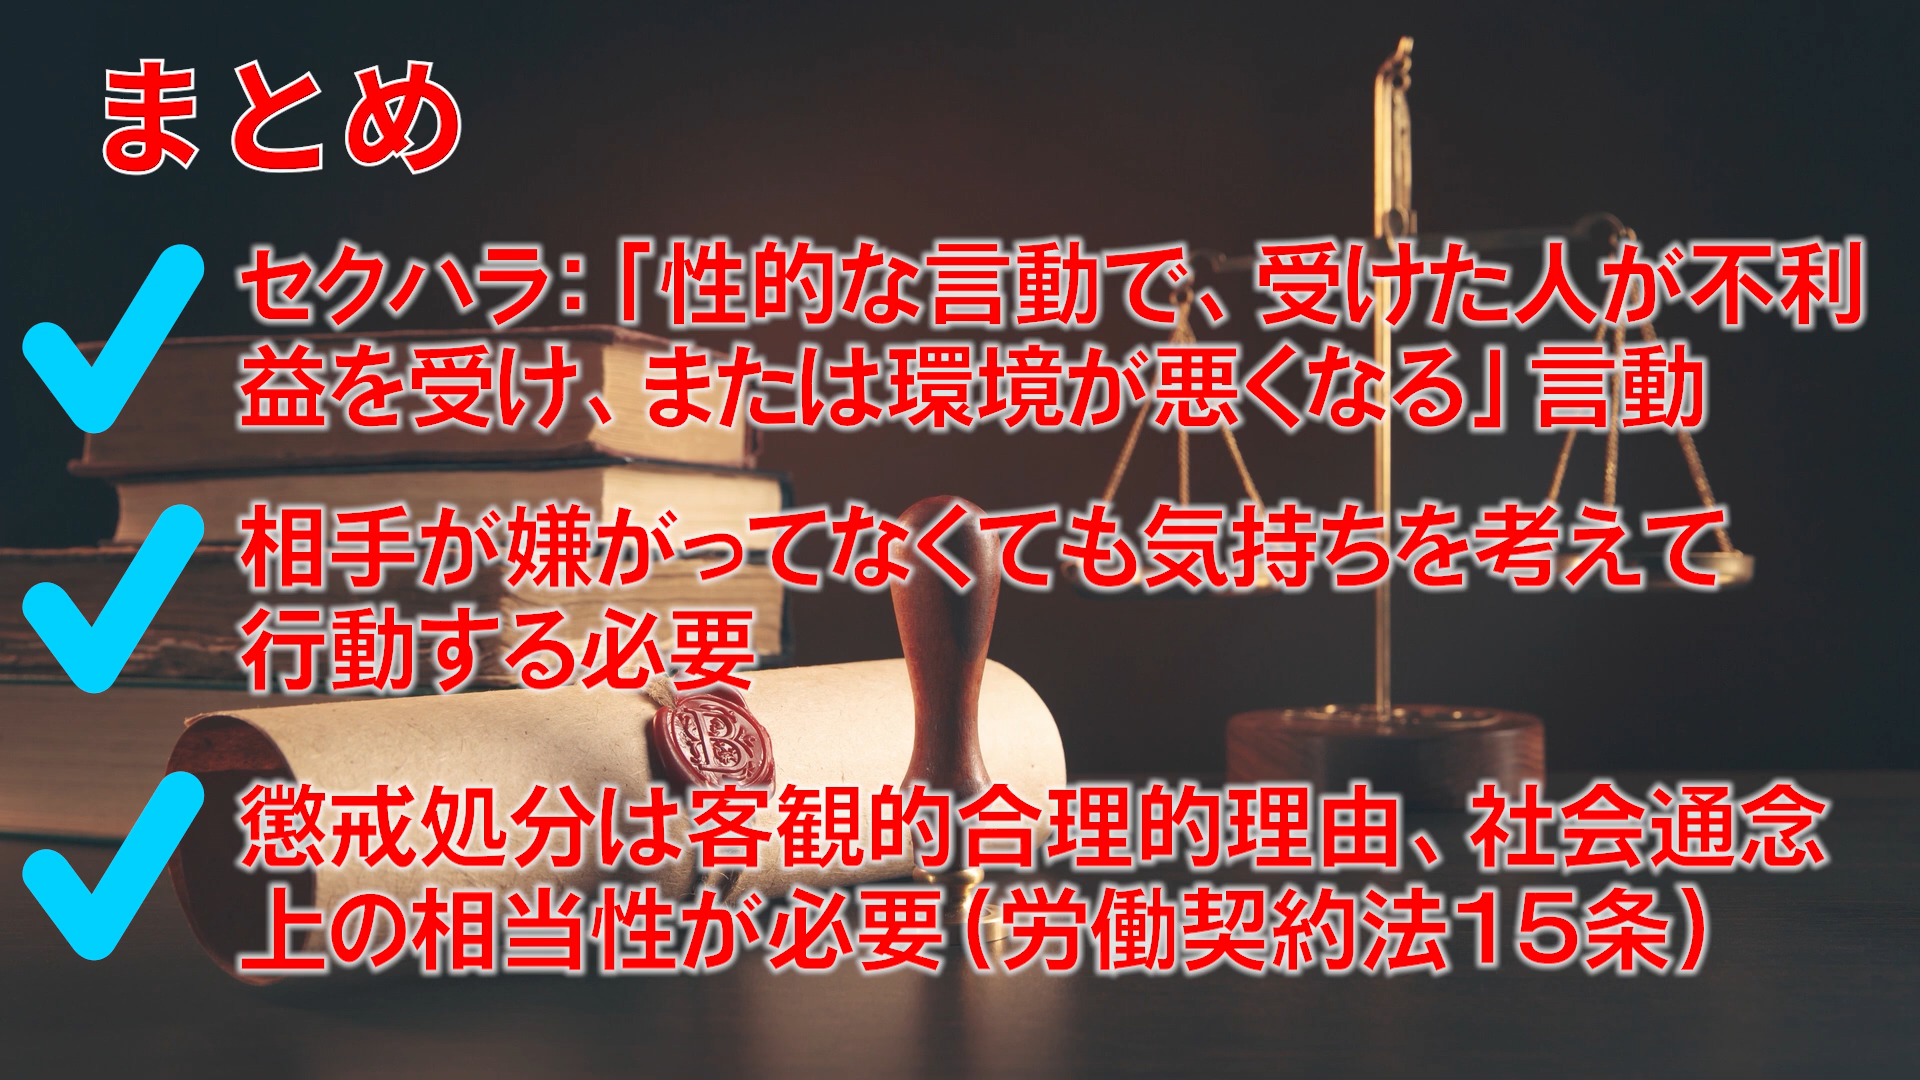 まとめ
セクハラ：「性的な言動で、受けた人が不利
益を受け、または環境が悪くなる」言動
相手が嫌がってなくても気持ちを考えて
行動する必要
B
懲戒処分は客観的合理的理由、社会通念
上の相当性が必要（労働契約法15条）